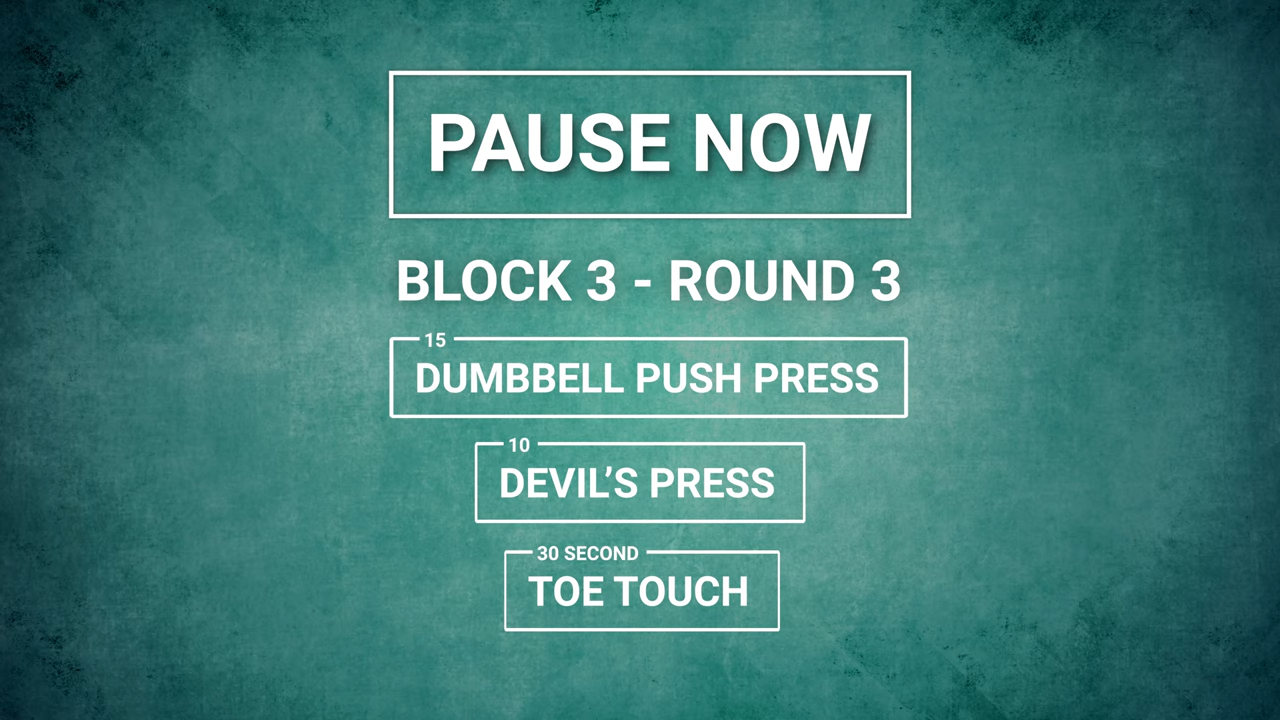 PAUSE NOW
BLOCK 3 - ROUND 3
15
DUMBBELL PUSH PRESS
10
DEVIL’S PRESS
30 SECOND
TOE TOUCH